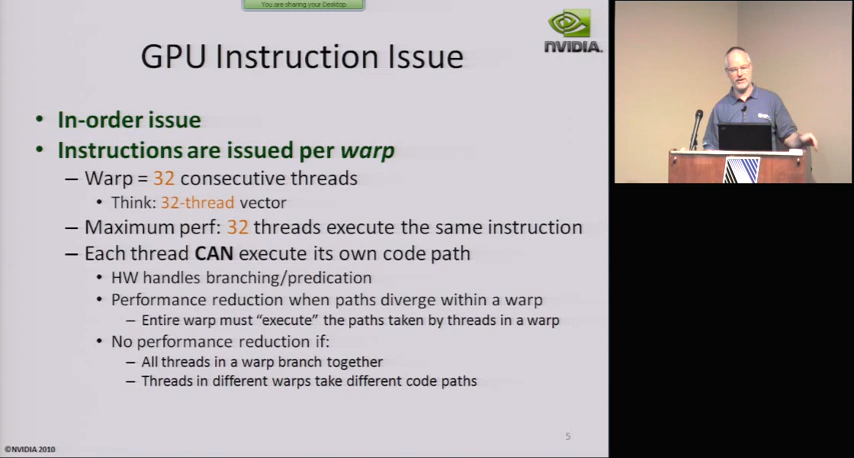 You are sharing your Desktop.
NVIDIA.
GPU Instruction Issue
• In-order issue
• Instructions are issued per warp
– Warp = 32 consecutive threads
• Think: 32-thread vector
– Maximum perf: 32 threads execute the same instruction
– Each thread CAN execute its own code path
• HW handles branching/predication
• Performance reduction when paths diverge within a warp
– Entire warp must “execute” the paths taken by threads in a warp
• No performance reduction if:
– All threads in a warp branch together
– Threads in different warps take different code paths
5
©NVIDIA 2010